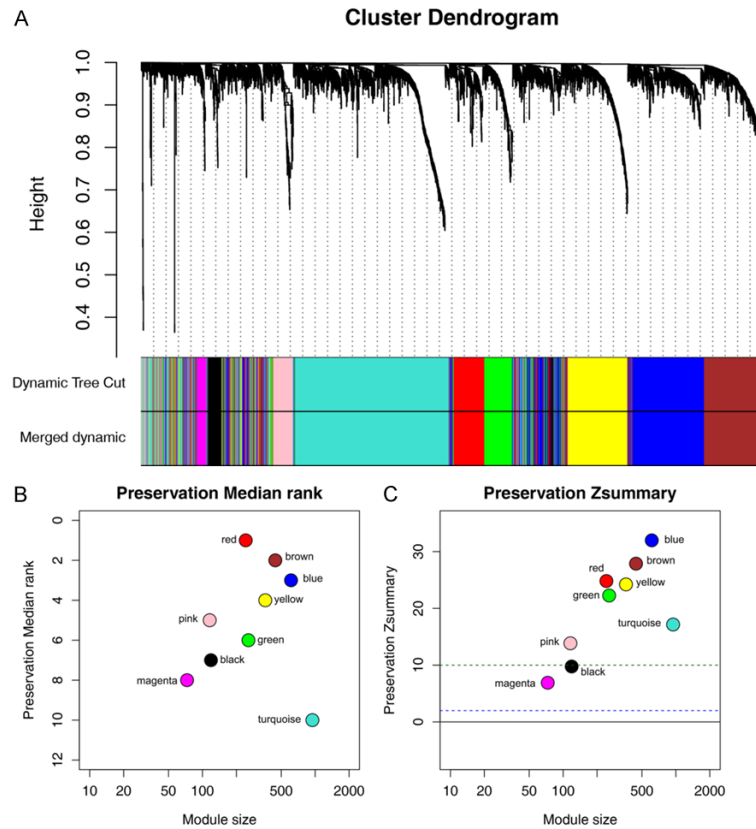 A
Cluster Dendrogram
Height
1.0
0.9
0.8
0.7
0.6
0.5
0.4
Dynamic Tree Cut
Merged dynamic
B
Preservation Median rank
Preservation Median rank
0
2
4
6
8
10
12
red
brown
blue
yellow
pink
green
black
magenta
turquoise
10 20 50 100 500 2000
Module size
C
Preservation Zsummary
Preservation Zsummary
30
20
10
0
blue
brown
red
yellow
green
turquoise
pink
black
magenta
10 20 50 100 500 2000
Module size